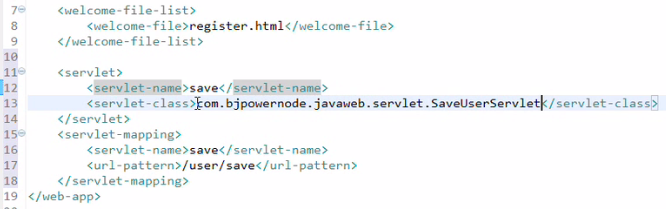 7 <welcome-file-list>
8 <welcome-file>register.html</welcome-file>
9 </welcome-file-list>
10
11 <servlet>
12 <servlet-name>save</servlet-name>
13 <servlet-class>com.bjpowernode.javaweb.servlet.SaveUserServlet</servlet-class>
14 </servlet>
15 <servlet-mapping>
16 <servlet-name>save</servlet-name>
17 <url-pattern>/user/save</url-pattern>
18 </servlet-mapping>
19 </web-app>